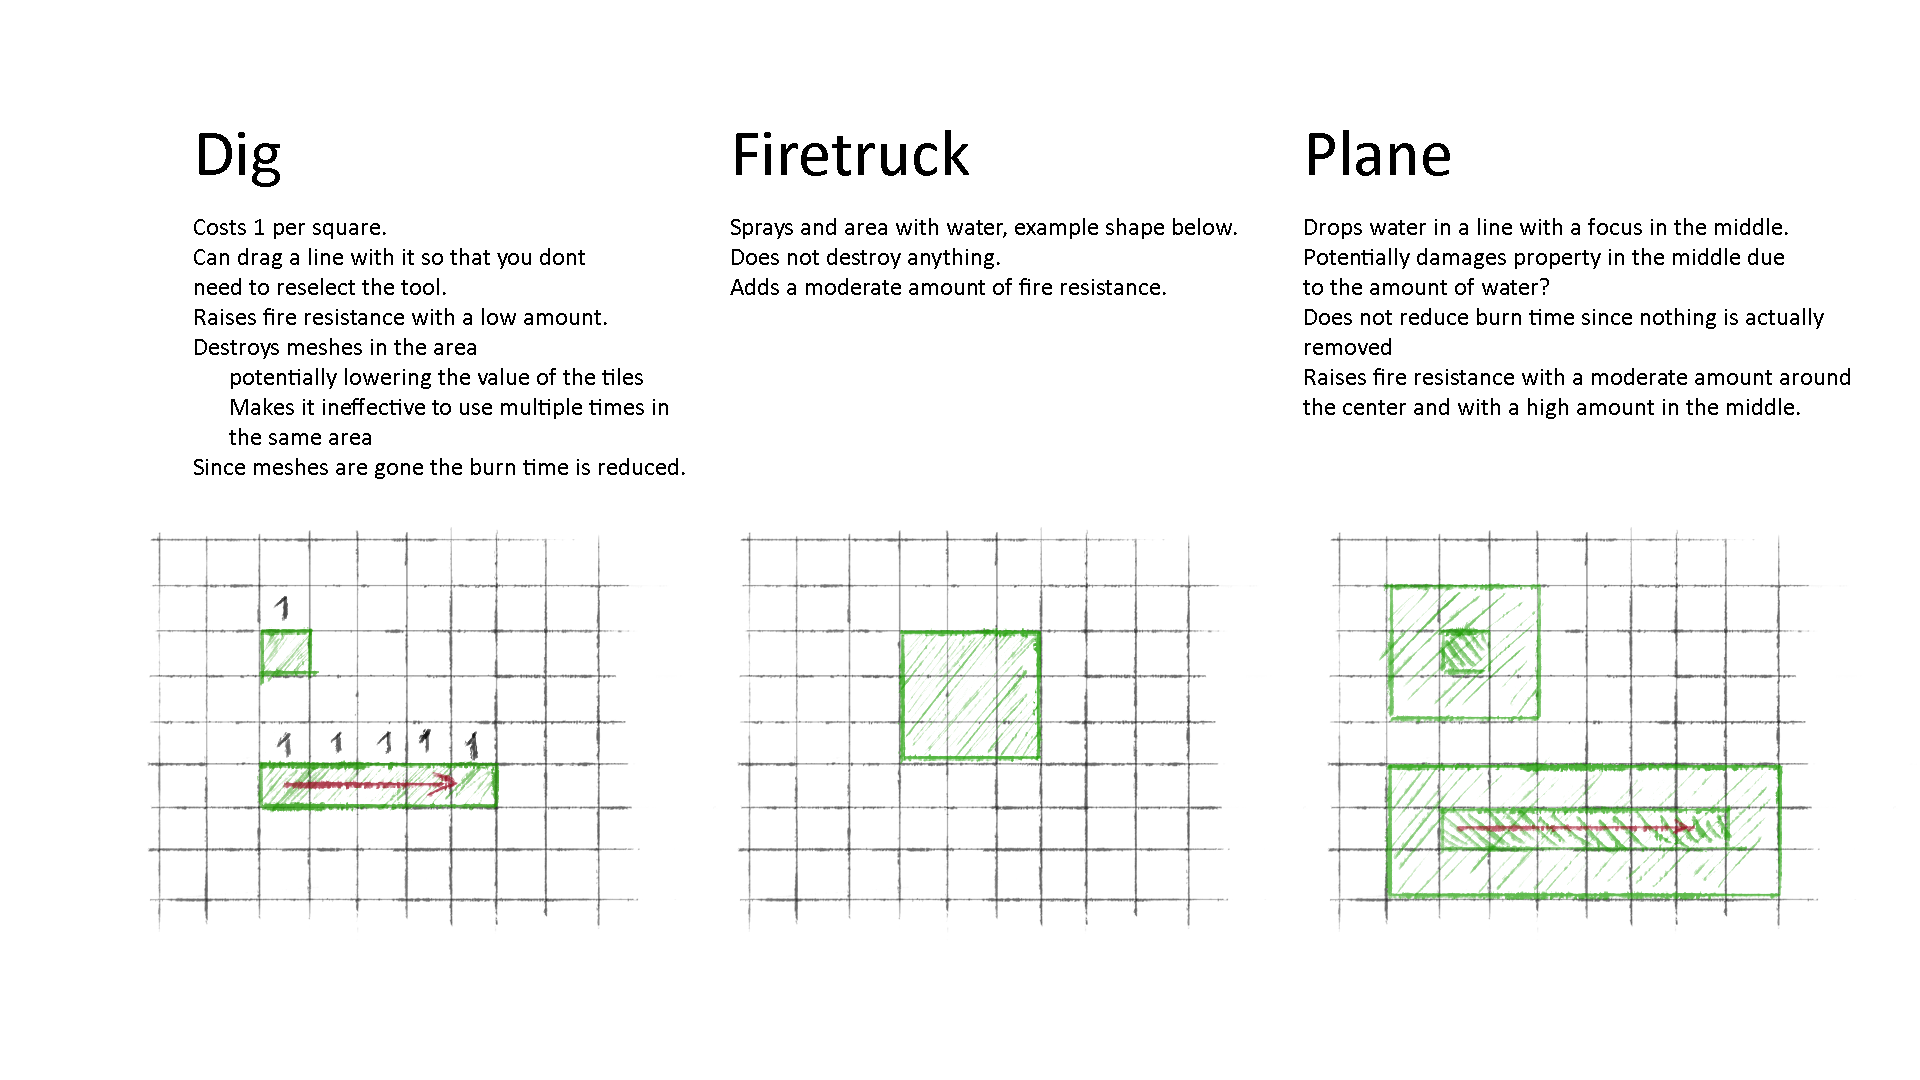 Dig
Costs 1 per square.
Can drag a line with it so that you dont
need to reselect the tool.
Raises fire resistance with a low amount.
Destroys meshes in the area
potentially lowering the value of the tiles
Makes it ineffective to use multiple times in
the same area
Since meshes are gone the burn time is reduced.
1
1 1 1 1 1
Firetruck
Sprays and area with water, example shape below.
Does not destroy anything.
Adds a moderate amount of fire resistance.
Plane
Drops water in a line with a focus in the middle.
Potentially damages property in the middle due
to the amount of water?
Does not reduce burn time since nothing is actually
removed
Raises fire resistance with a moderate amount around
the center and with a high amount in the middle.